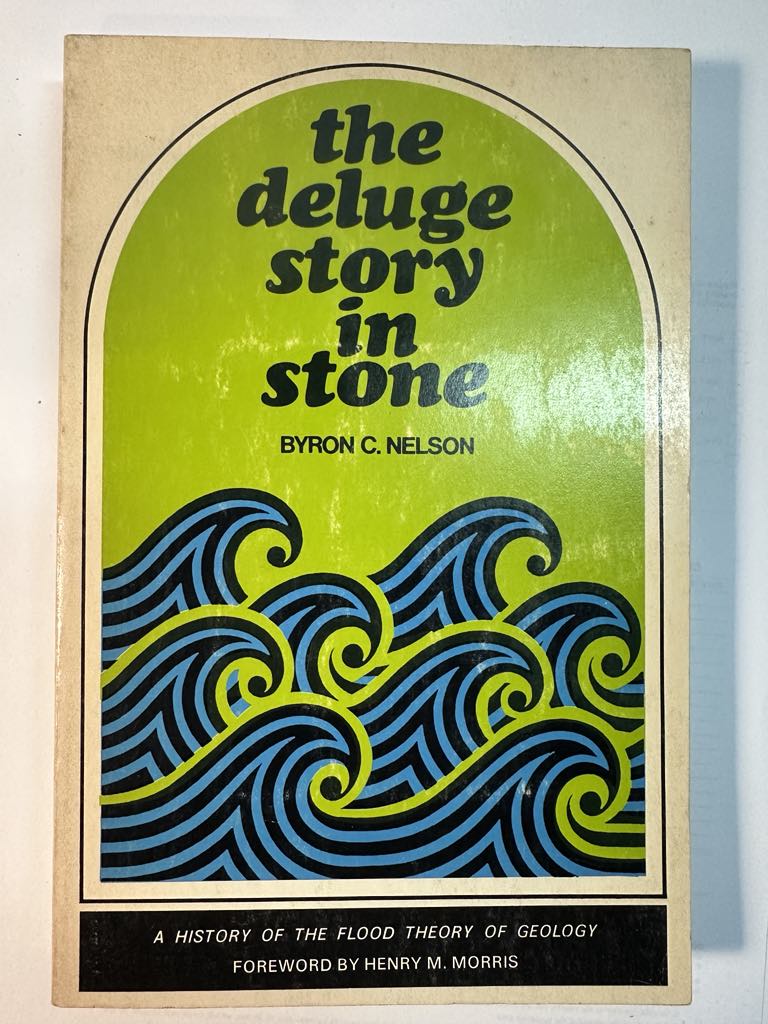 the
deluge
story
in
stone
BYRON C. NELSON
A HISTORY OF THE FLOOD THEORY OF GEOLOGY
FOREWORD BY HENRY M. MORRIS